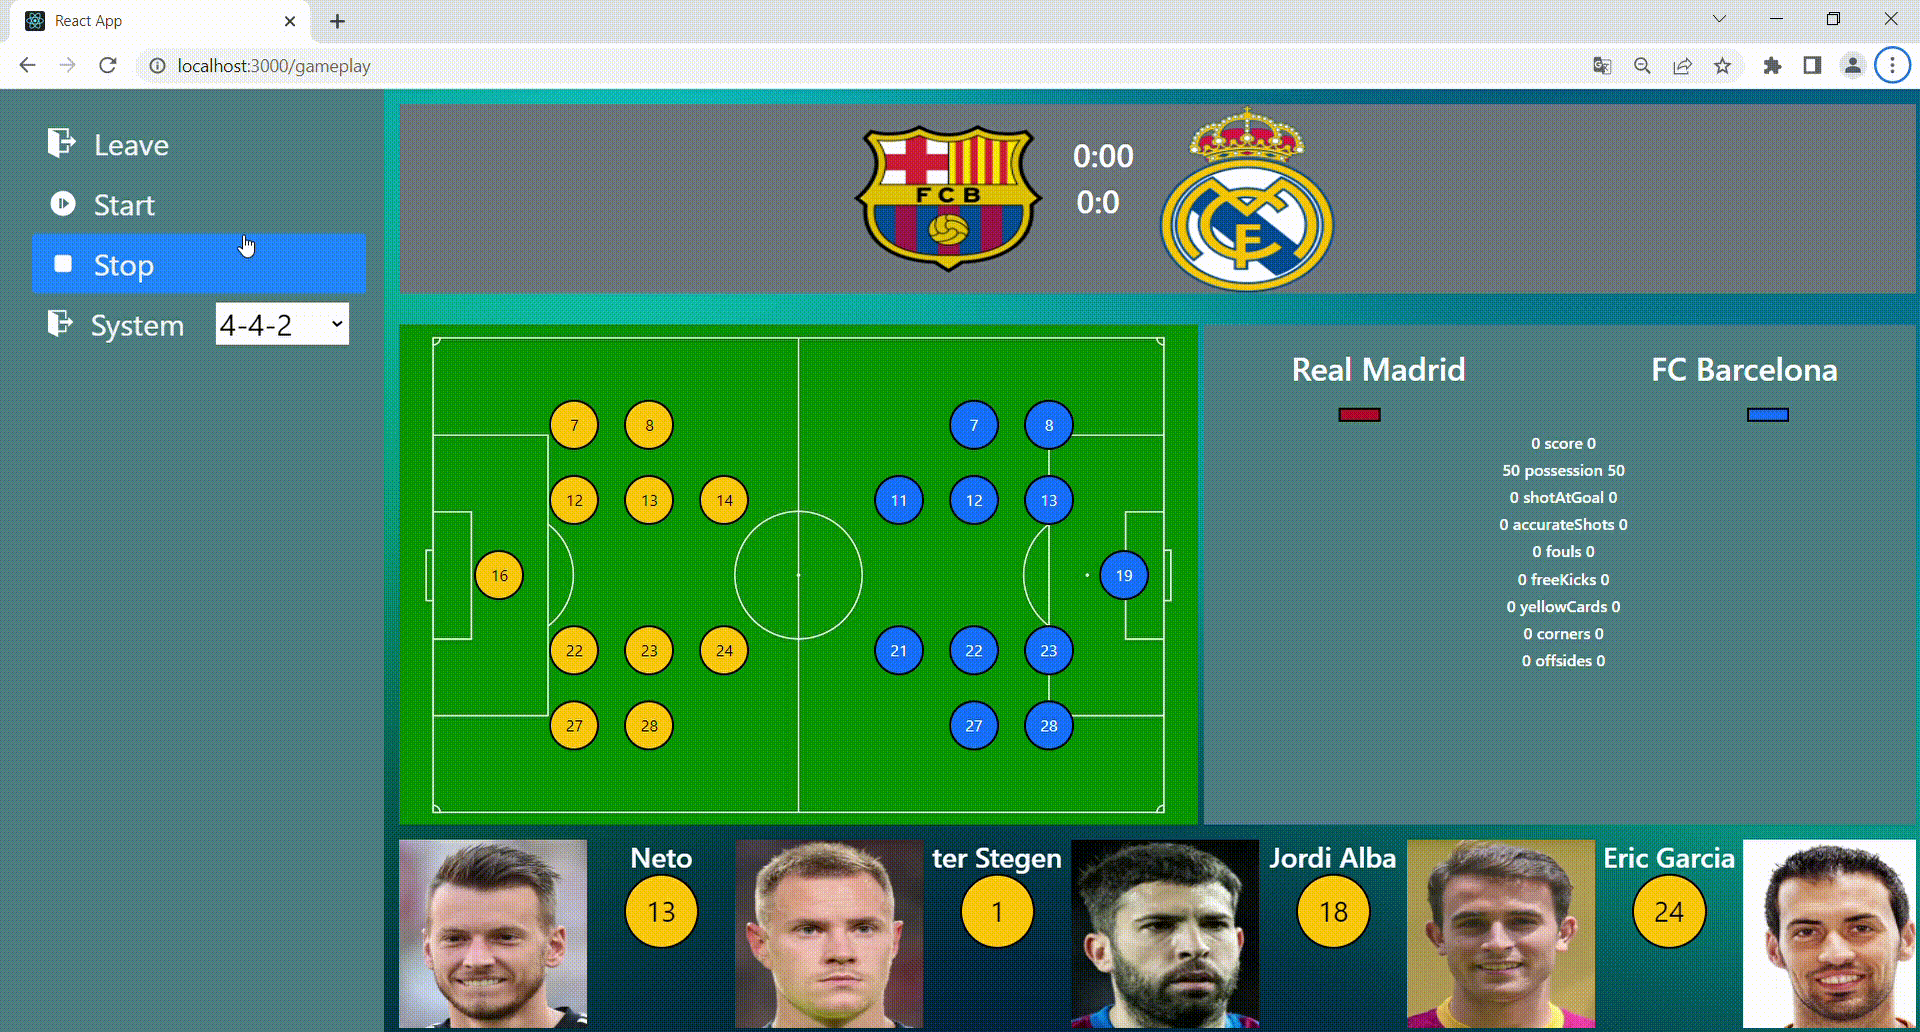 React App
localhost:3000/gameplay
Leave
Start
Stop
System 4-4-2
FCB
0:00
0:0
Real Madrid FC Barcelona
0 score 0
50 possession 50
0 shotAtGoal 0
0 accurateShots 0
0 fouls 0
0 freeKicks 0
0 yellowCards 0
0 corners 0
0 offsides 0
7 8 7 8
12 13 14 11 12 13
16 19
22 23 24 21 22 23
27 28 27 28
Neto ter Stegen Jordi Alba Eric Garcia
13 1 18 24